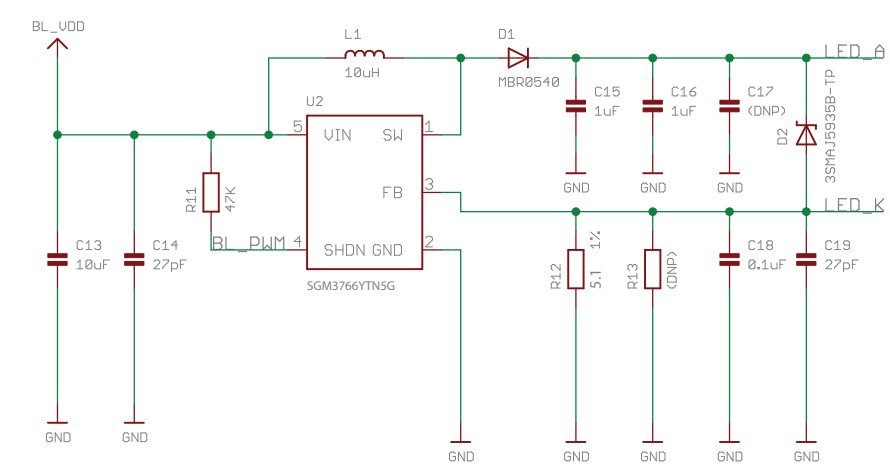 BL_VDD
L1
10uH
D1
MBR0540
LED_A
C15
1uF
C16
1uF
C17
(DNP)
D2
3SMAJ5935B-TP
U2
5
VIN
SW
1
FB
3
R11
47K
BL_PWM
4
SHDN
GND
2
SGM3766YTN5G
GND
GND
GND
LED_K
C13
10uF
C14
27pF
R12
5.1
1%
R13
(DNP)
C18
0.1uF
C19
27pF
GND
GND
GND
GND
GND
GND
GND